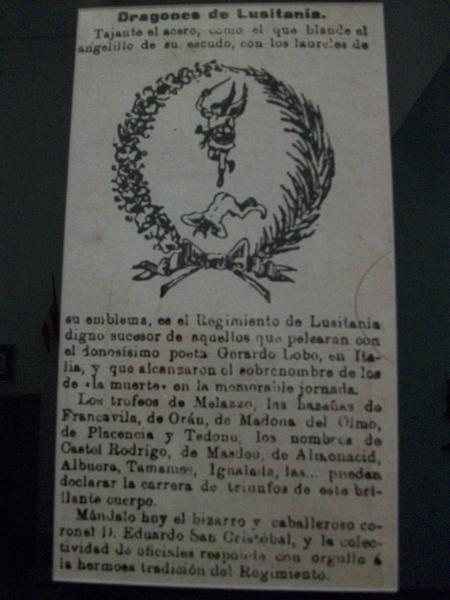 Dragones de Lusitania.
Tajante el acero, como el que blande el
angelillo de su escudo, con los laureles de
su emblema, es el Regimiento de Lusitania
digno sucesor de aquellos que pelearan con
el donosísimo poeta Gerardo Lobo, en Ita-
lia, y que alcanzaron el sobrenombre de los
de «la muerte» en la memorable jornada.
Los trofeos de Melazzo, las hazañas de
Francavila, de Orán, de Madona del Olmo,
de Placencia y Tedone, los nombres de
Castel Rodrigo, de Masdeu, de Almonacid,
Albuera, Tamames, Igualada, las... pueden
declarar la carrera de triunfos de este bri-
llante cuerpo.
Mándalo hoy el bizarro y caballeroso co-
ronel D. Eduardo San Cristóbal, y la colec-
tividad de oficiales responde con orgullo á
la hermosa tradición del Regimiento.